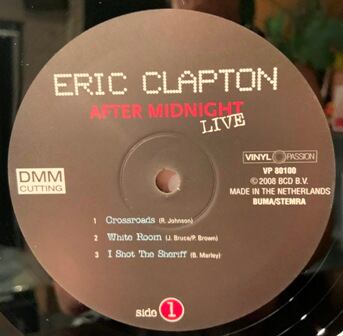 ERIC CLAPTON
AFTER MIDNIGHT
LIVE
DMM
CUTTING
VINYL PASSION
VP 80100
℗©2008 BCD B.V.
MADE IN THE NETHERLANDS
BUMA/STEMRA
1 Crossroads (R. Johnson)
2 White Room (J. Bruce/P. Brown)
3 I Shot The Sheriff (B. Marley)
side 1